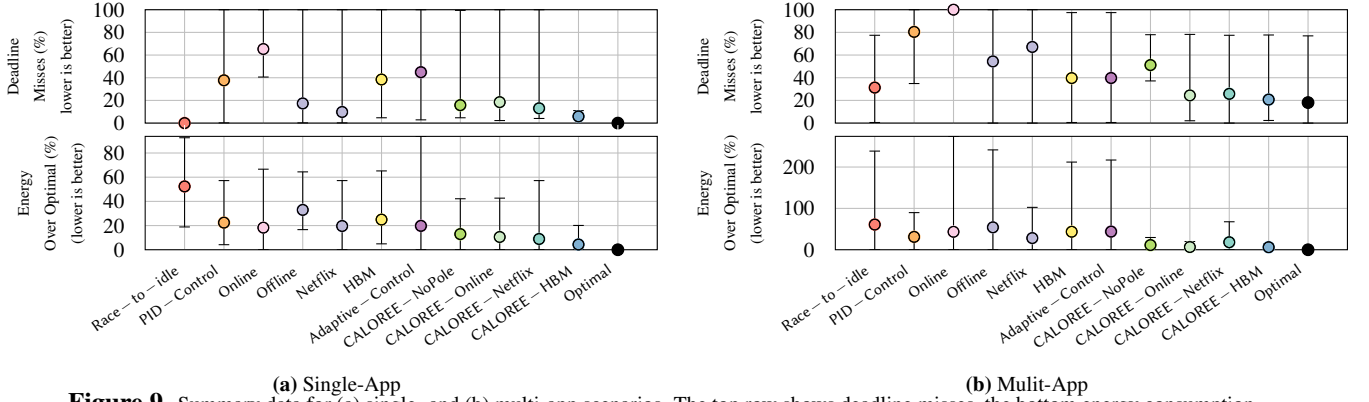 Deadline
Misses (%)
lower is better)
100
80
60
40
20
0
Energy
Over Optimal (%)
(lower is better)
80
60
40
20
0
Race – to – idle
PID – Control
Online
Offline
Netflix
HBM
Adaptive – Control
CALOREE – NoPole
CALOREE – Online
CALOREE – Netflix
CALOREE – HBM
Optimal
(a) Single-App
Deadline
Misses (%)
lower is better)
100
80
60
40
20
0
Energy
Over Optimal (%)
(lower is better)
200
100
0
Race – to – idle
PID – Control
Online
Offline
Netflix
HBM
Adaptive – Control
CALOREE – NoPole
CALOREE – Online
CALOREE – Netflix
CALOREE – HBM
Optimal
(b) Mulit-App
Figure 9. Summary data for (a) single- and (b) multi-app scenarios. The top row shows deadline misses, the bottom energy consumption.